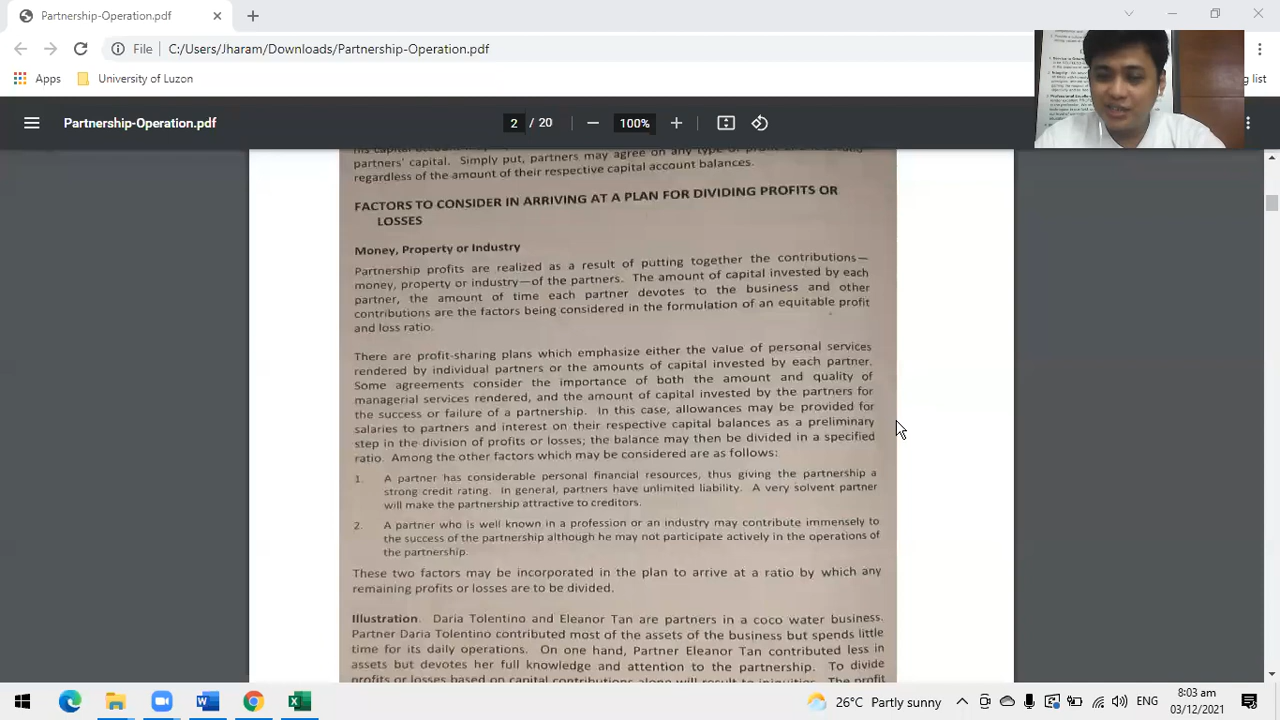 Partnership-Operation.pdf
File C:/Users/Jharam/Downloads/Partnership-Operation.pdf
Apps University of Luzon
list
Partnership-Operation.pdf 2 / 20 100%
partners' capital. Simply put, partners may agree on any type of
regardless of the amount of their respective capital account balances.
FACTORS TO CONSIDER IN ARRIVING AT A PLAN FOR DIVIDING PROFITS OR
LOSSES
Money, Property or Industry
Partnership profits are realized as a result of putting together the contributions—
money, property or industry—of the partners. The amount of capital invested by each
partner, the amount of time each partner devotes to the business and other
contributions are the factors being considered in the formulation of an equitable profit
and loss ratio.
There are profit-sharing plans which emphasize either the value of personal services
rendered by individual partners or the amounts of capital invested by each partner.
Some agreements consider the importance of both the amount and quality of
managerial services rendered, and the amount of capital invested by the partners for
the success or failure of a partnership. In this case, allowances may be provided for
salaries to partners and interest on their respective capital balances as a preliminary
step in the division of profits or losses; the balance may then be divided in a specified
ratio. Among the other factors which may be considered are as follows:
1. A partner has considerable personal financial resources, thus giving the partnership a
strong credit rating. In general, partners have unlimited liability. A very solvent partner
will make the partnership attractive to creditors.
2. A partner who is well known in a profession or an industry may contribute immensely to
the success of the partnership although he may not participate actively in the operations of
the partnership.
These two factors may be incorporated in the plan to arrive at a ratio by which any
remaining profits or losses are to be divided.
Illustration. Daria Tolentino and Eleanor Tan are partners in a coco water business.
Partner Daria Tolentino contributed most of the assets of the business but spends little
time for its daily operations. On one hand, Partner Eleanor Tan contributed less in
assets but devotes her full knowledge and attention to the partnership. To divide
profits or losses based on capital contributions alone will result to iniquities. The profit
26°C Partly sunny ENG 8:03 am
03/12/2021